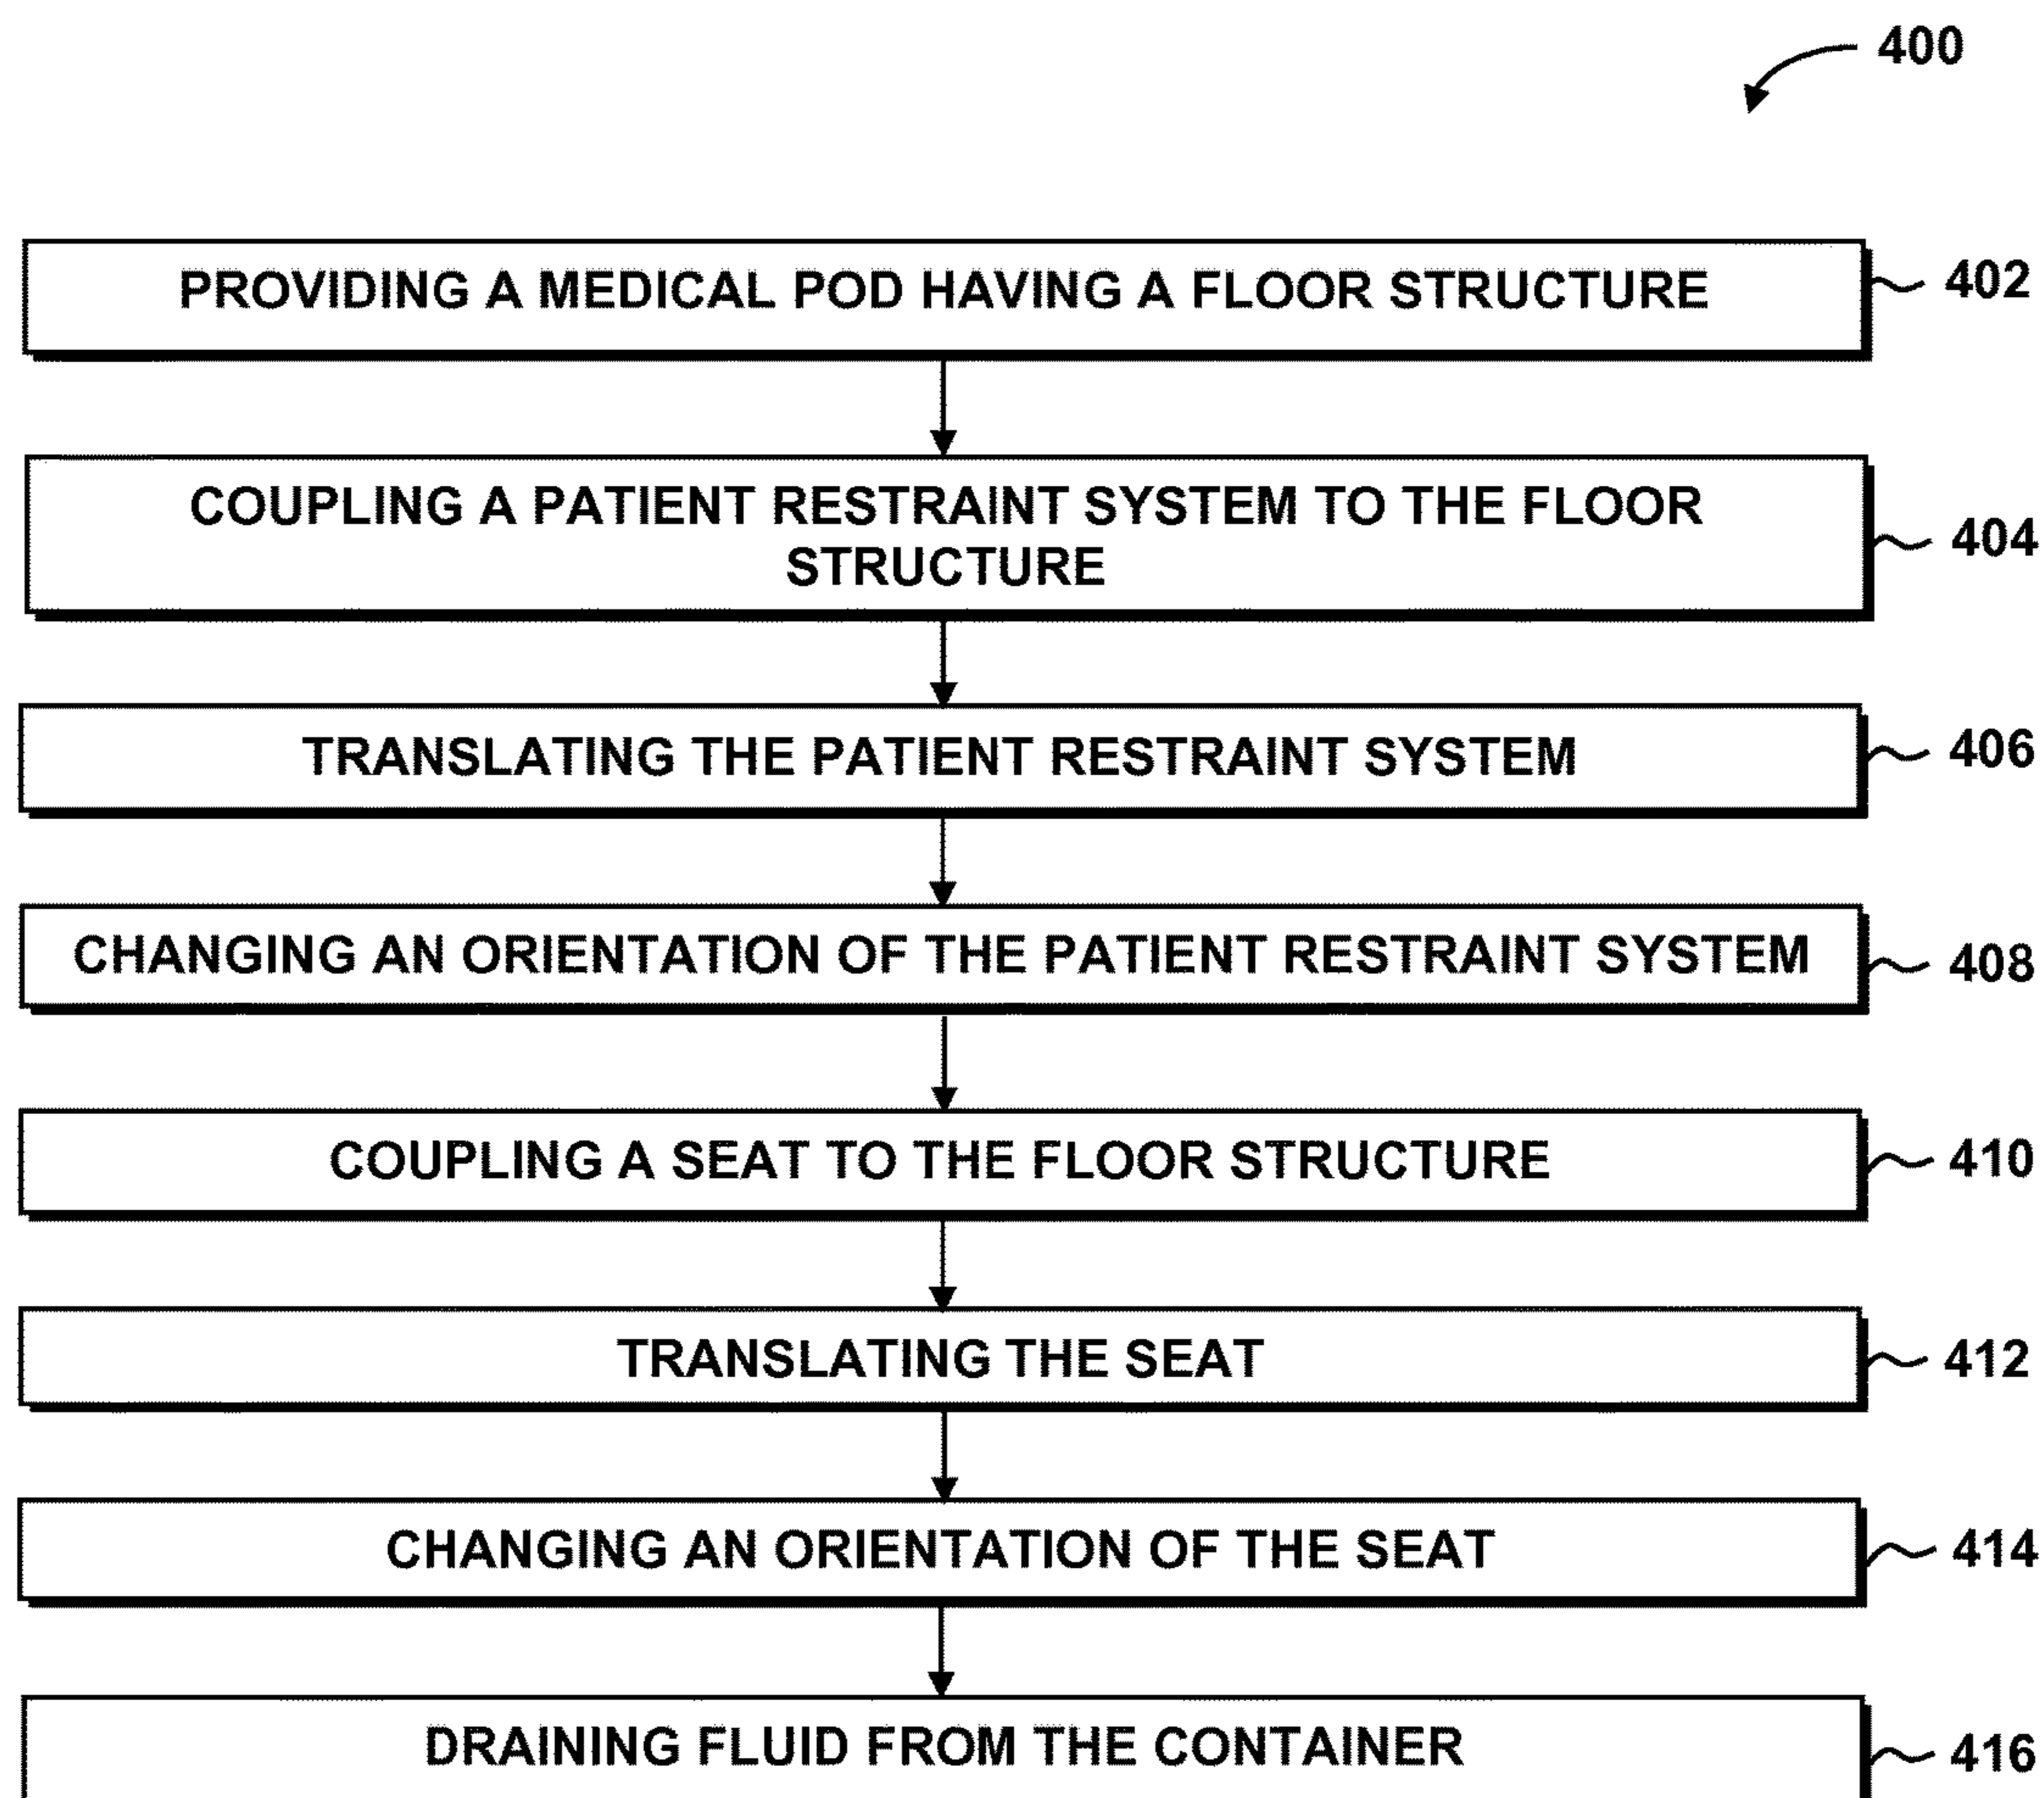 400
PROVIDING A MEDICAL POD HAVING A FLOOR STRUCTURE
402
COUPLING A PATIENT RESTRAINT SYSTEM TO THE FLOOR
STRUCTURE
404
TRANSLATING THE PATIENT RESTRAINT SYSTEM
406
CHANGING AN ORIENTATION OF THE PATIENT RESTRAINT SYSTEM
408
COUPLING A SEAT TO THE FLOOR STRUCTURE
410
TRANSLATING THE SEAT
412
CHANGING AN ORIENTATION OF THE SEAT
414
DRAINING FLUID FROM THE CONTAINER
416